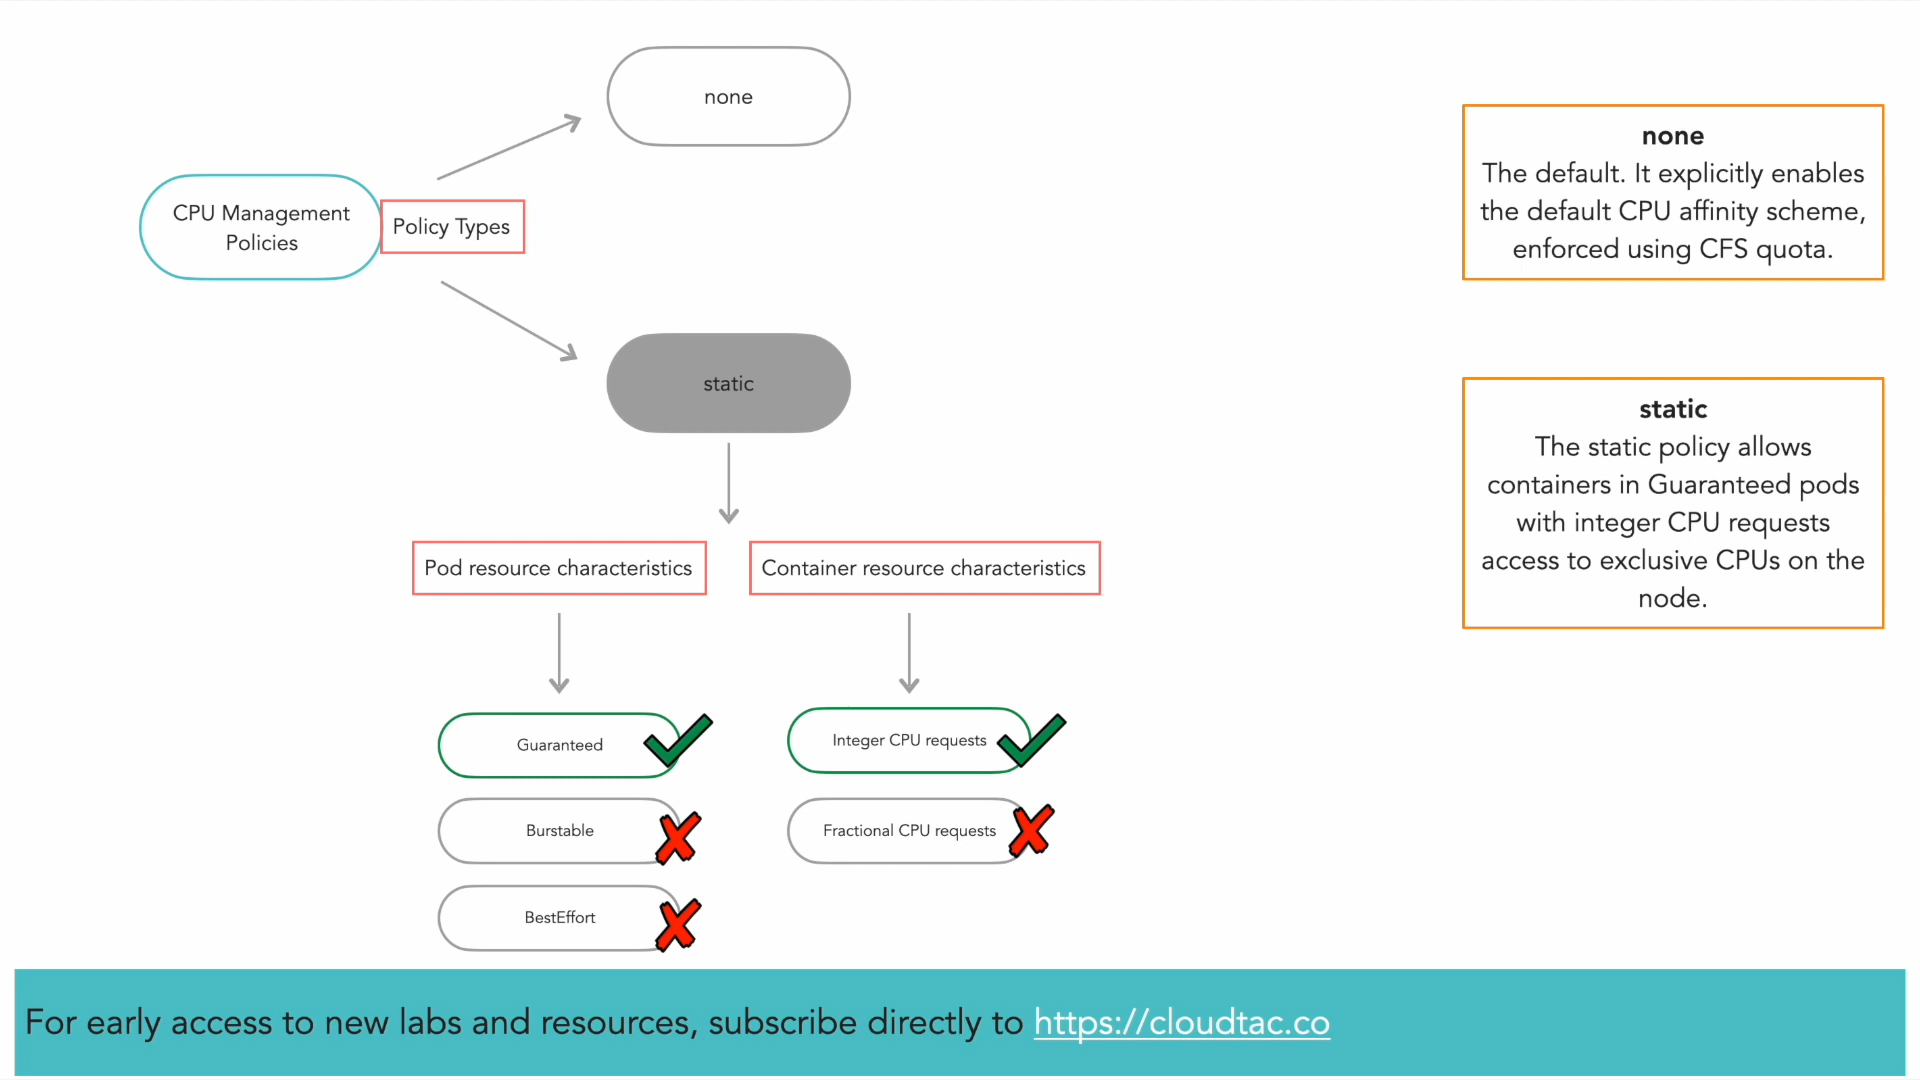 none
CPU Management
Policies
Policy Types
static
Pod resource characteristics
Container resource characteristics
Guaranteed
Integer CPU requests
Burstable
Fractional CPU requests
BestEffort
none
The default. It explicitly enables
the default CPU affinity scheme,
enforced using CFS quota.
static
The static policy allows
containers in Guaranteed pods
with integer CPU requests
access to exclusive CPUs on the
node.
For early access to new labs and resources, subscribe directly to https://cloudtac.co